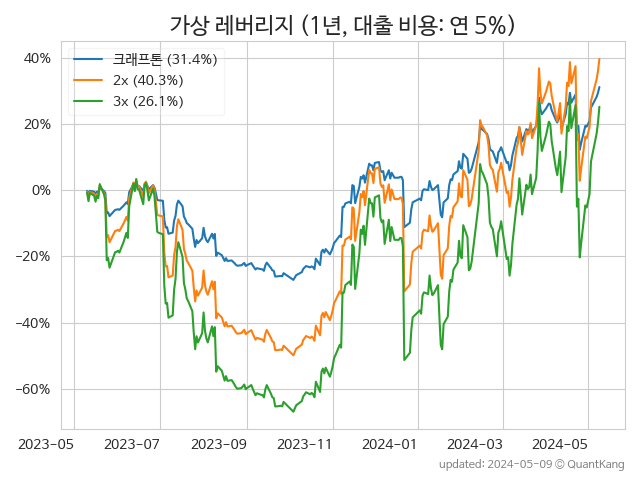 가상 레버리지 (1년, 대출 비용: 연 5%)
크래프톤 (31.4%)
2x (40.3%)
3x (26.1%)
40%
20%
0%
−20%
−40%
−60%
2023-05 2023-07 2023-09 2023-11 2024-01 2024-03 2024-05
updated: 2024-05-09 © QuantKang